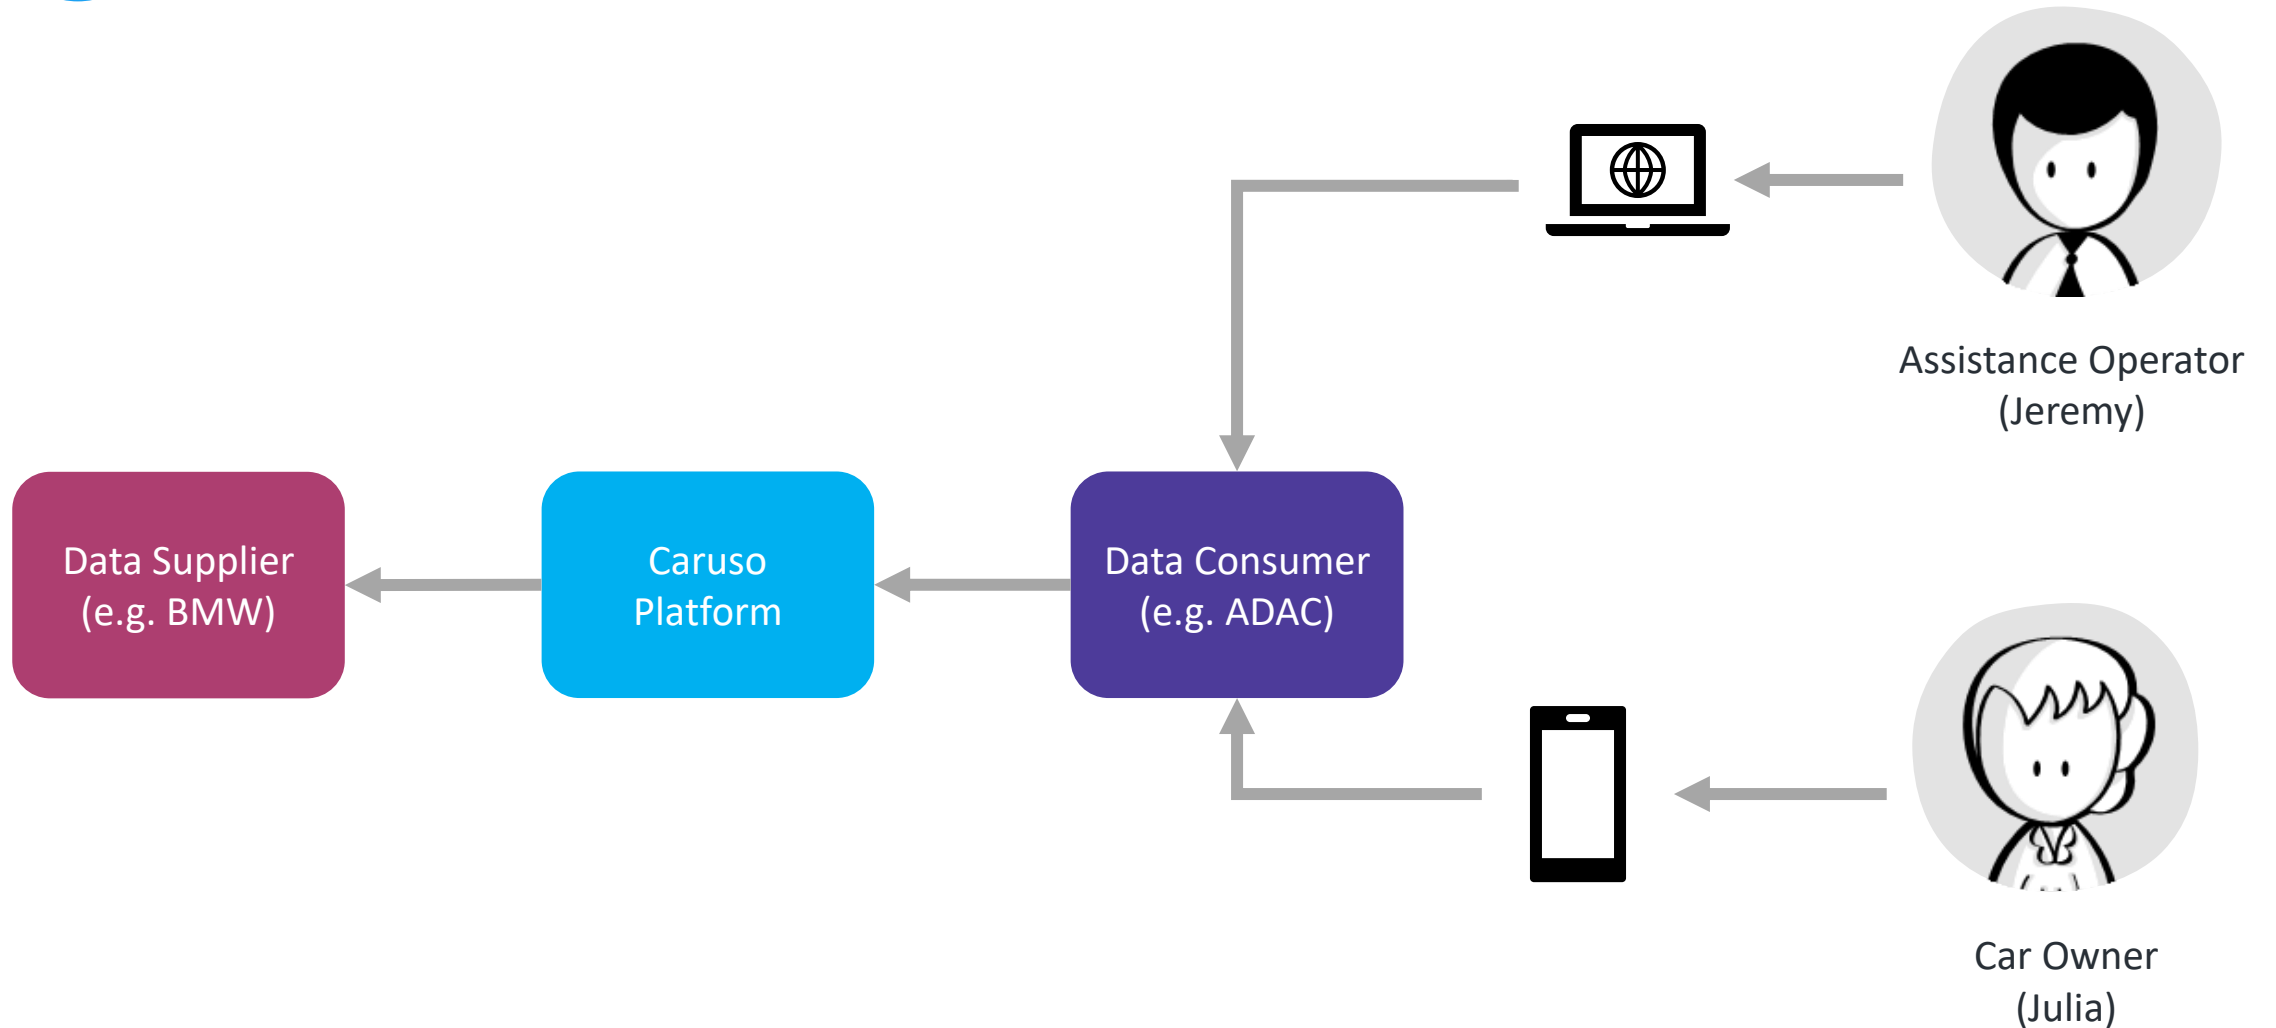 Assistance Operator
(Jeremy)
Data Supplier
(e.g. BMW)
Caruso
Platform
Data Consumer
(e.g. ADAC)
Car Owner
(Julia)